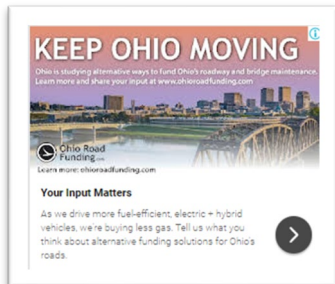 KEEP OHIO MOVING
Ohio is studying alternative ways to fund Ohio's roadway and bridge maintenance.
Learn more and share your input at www.ohioroadfunding.com
Ohio Road
Funding.com
Learn more: ohioroadfunding.com
Your Input Matters
As we drive more fuel-efficient, electric + hybrid
vehicles, we're buying less gas. Tell us what you
think about alternative funding solutions for Ohio's
roads.